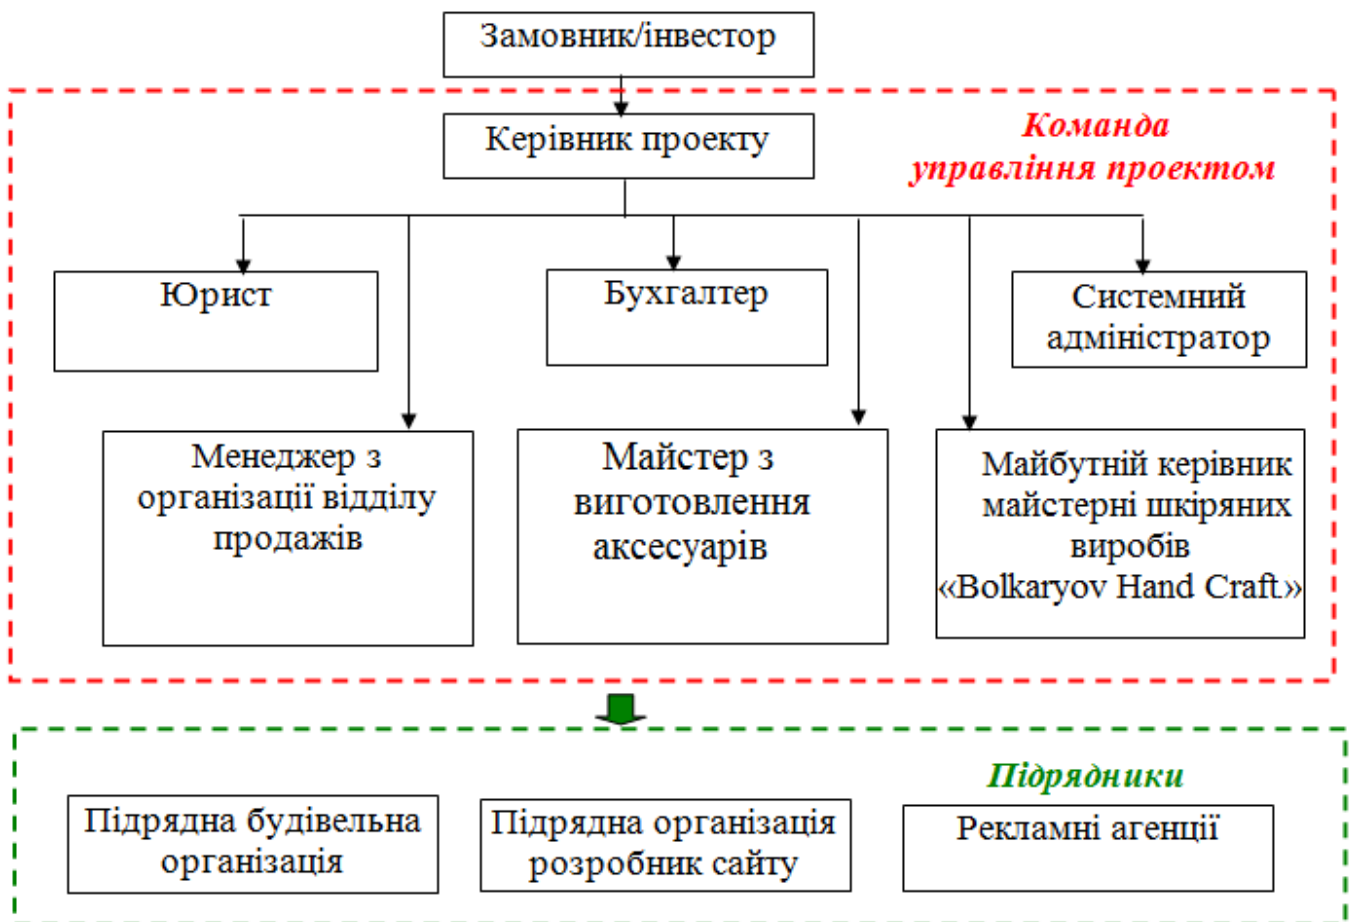 Замовник/інвестор
Керівник проекту
Команда
управління проектом
Юрист
Бухгалтер
Системний
адміністратор
Менеджер з
організації відділу
продажів
Майстер з
виготовлення
аксесуарів
Майбутній керівник
майстерні шкіряних
виробів
«Bolkaryov Hand Craft»
Підрядники
Підрядна будівельна
організація
Підрядна організація
розробник сайту
Рекламні агенції